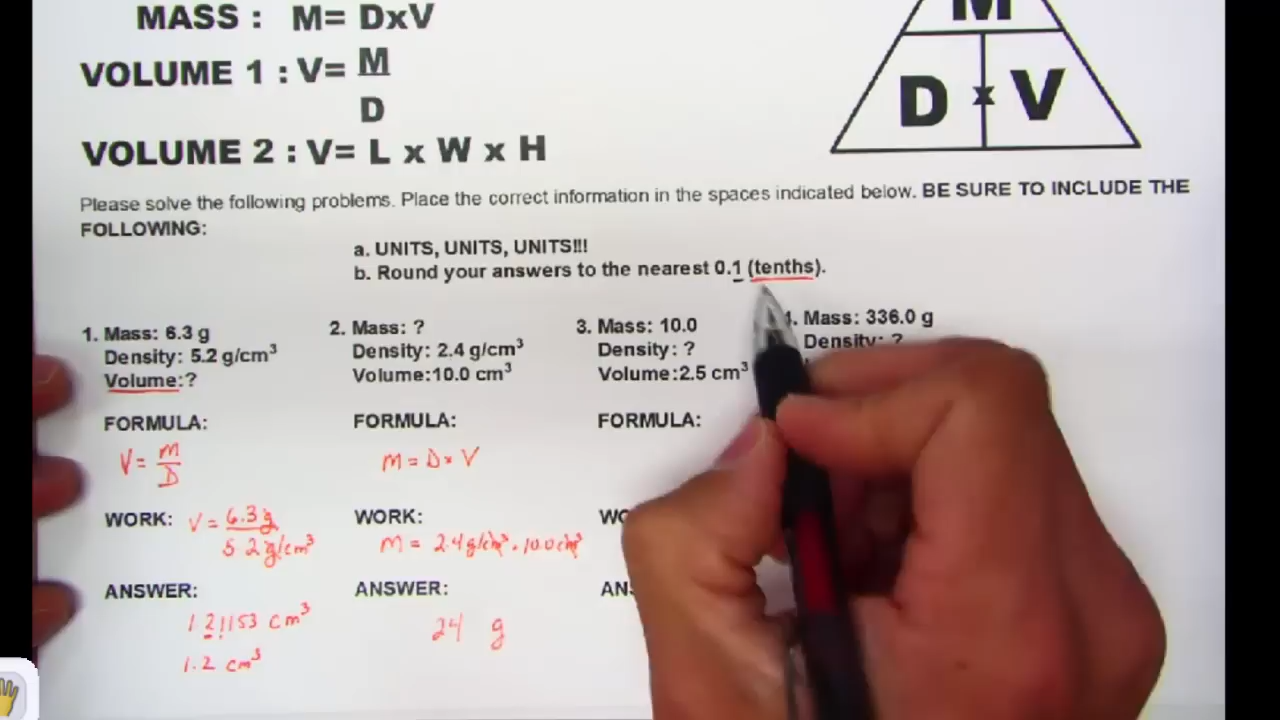 MASS : M= DxV
M
VOLUME 1 : V= M
D
D x V
VOLUME 2 : V= L x W x H
Please solve the following problems. Place the correct information in the spaces indicated below. BE SURE TO INCLUDE THE
FOLLOWING:
a. UNITS, UNITS, UNITS!!!
b. Round your answers to the nearest 0.1 (tenths).
1. Mass: 6.3 g
Density: 5.2 g/cm³
Volume:?
FORMULA:
V = m
D
WORK: V = 6.3 g
5.2 g/cm³
ANSWER:
1.21153 cm³
1.2 cm³
2. Mass: ?
Density: 2.4 g/cm³
Volume:10.0 cm³
FORMULA:
m = D × V
WORK:
m = 2.4 g/cm³ · 10.0 cm³
ANSWER:
24 g
3. Mass: 10.0
Density: ?
Volume:2.5 cm³
FORMULA:
4. Mass: 336.0 g
Density: ?